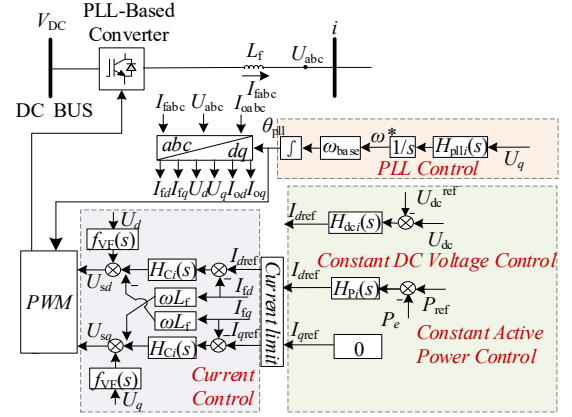 PLL-Based
Converter
V_DC
DC BUS
L_f
U_abc
i
I_fabc
I_fabc
U_abc
I_oabc
abc
dq
θ_pll
∫
ω_base
ω*
1/s
H_plli(s)
U_q
PLL Control
I_fd I_fq U_d U_q I_od I_oq
U_dc^ref
I_dref
H_dci(s)
-
U_dc
Constant DC Voltage Control
U_d
f_VF(s)
U_sd
H_Ci(s)
-
I_dref
I_fd
ωL_f
ωL_f
I_fq
-
-
PWM
U_sq
H_Ci(s)
-
I_qref
f_VF(s)
U_q
Current
Control
Current limit
I_dref
H_Pi(s)
-
P_ref
P_e
I_qref
0
Constant Active
Power Control